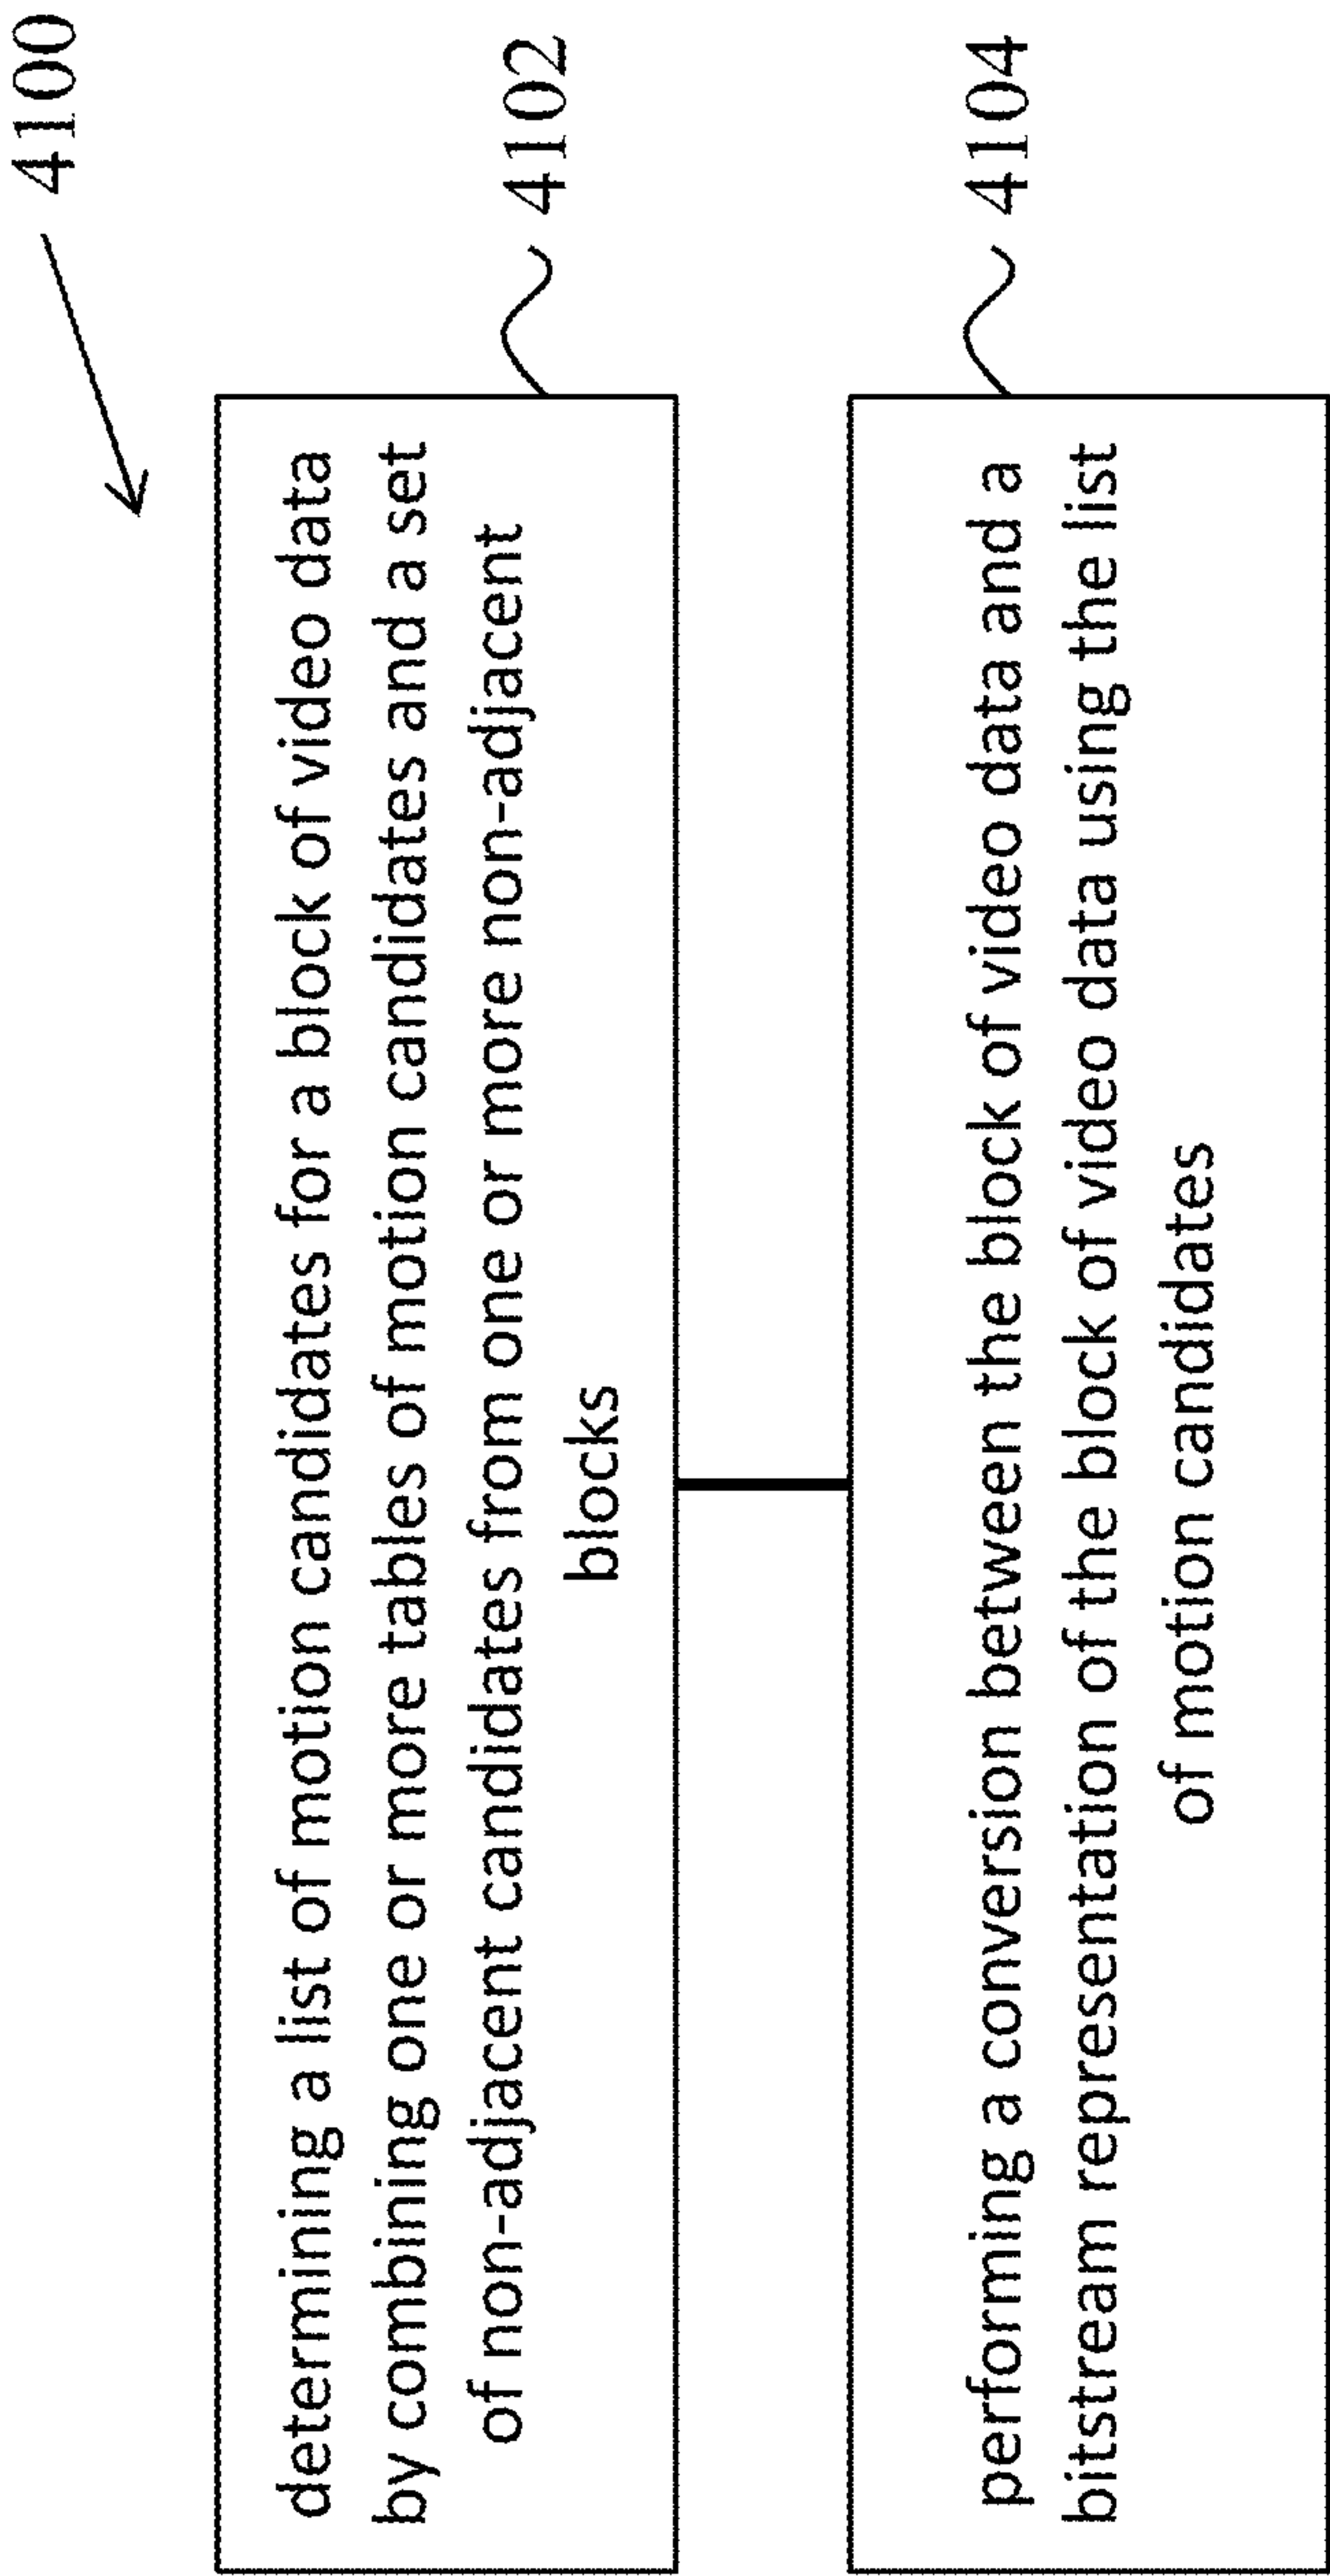 4100
determining a list of motion candidates for a block of video data
by combining one or more tables of motion candidates and a set
of non-adjacent candidates from one or more non-adjacent
blocks
4102
performing a conversion between the block of video data and a
bitstream representation of the block of video data using the list
of motion candidates
4104